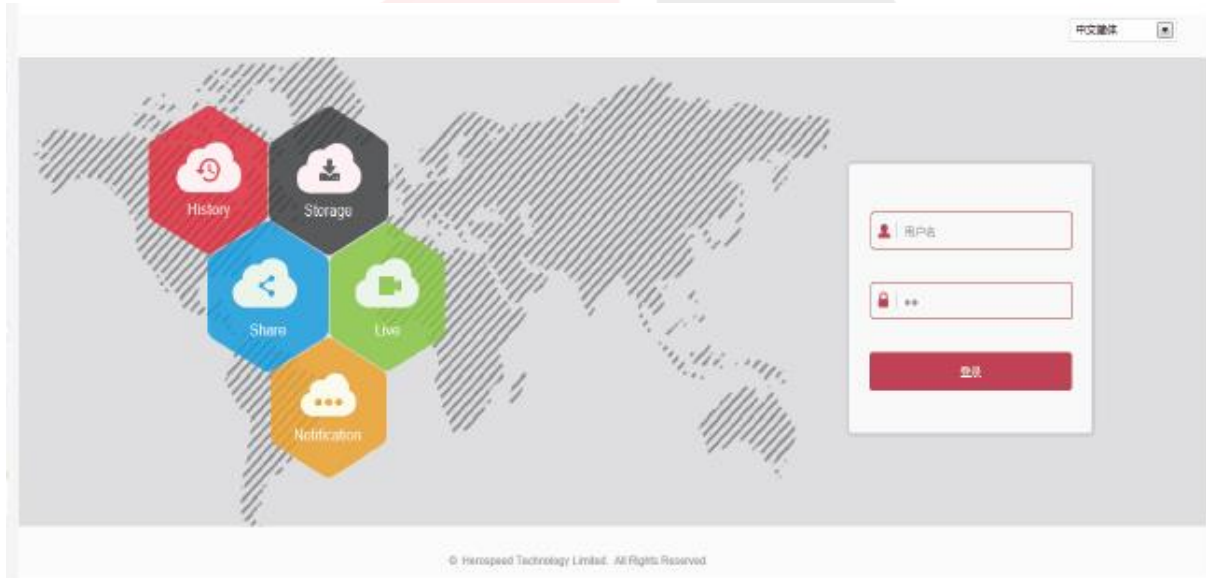 中文简体
History
Storage
用户名
Share
Live
登录
Notification
© Herospeed Technology Limited. All Rights Reserved.